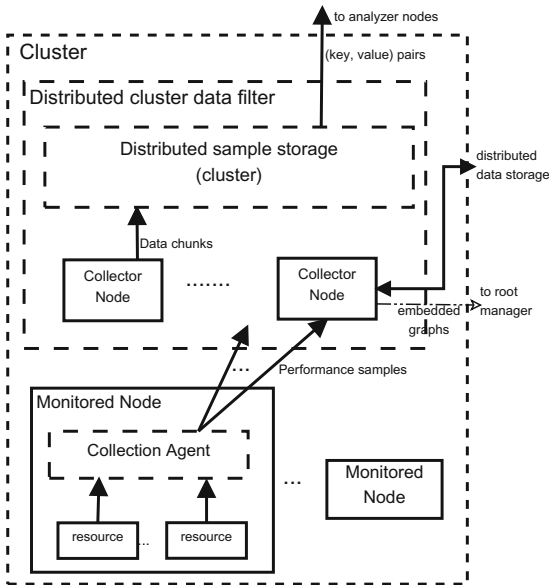 to analyzer nodes
Cluster
(key, value) pairs
Distributed cluster data filter
Distributed sample storage
(cluster)
distributed
data storage
Data chunks
Collector
Node
.......
Collector
Node
to root
manager
embedded
graphs
...
Performance samples
Monitored Node
Collection Agent
...
Monitored
Node
resource
...
resource